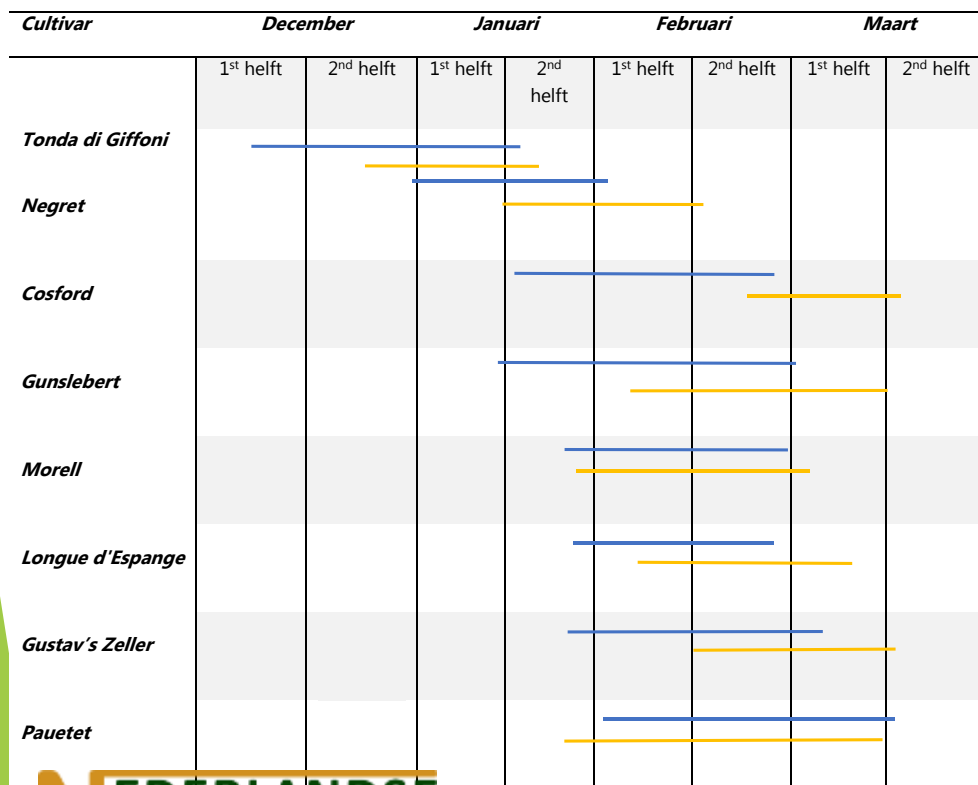 Cultivar December Januari Februari Maart
1st helft 2nd helft 1st helft 2nd helft 1st helft 2nd helft 1st helft 2nd helft
Tonda di Giffoni
Negret
Cosford
Gunslebert
Morell
Longue d'Espange
Gustav’s Zeller
Pauetet